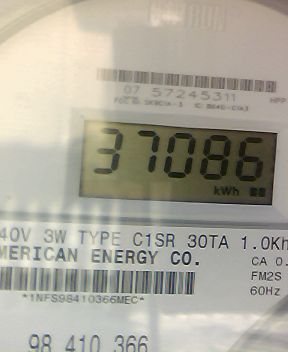 07 57245311
HPP
37086
kWh
40V 3W TYPE C1SR 30TA 1.0Kh
MERICAN ENERGY CO.
CA 0.
FM2S
*1NFS98410366MEC*
60Hz
98 410 366